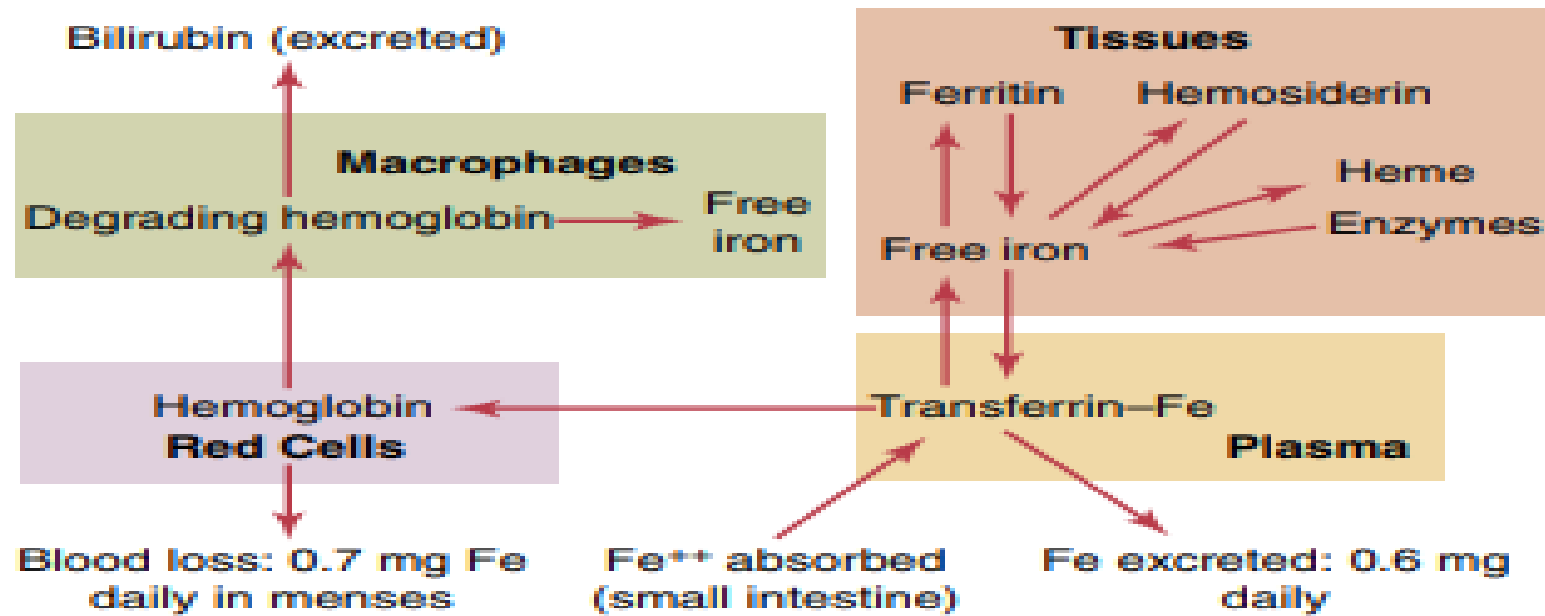 Bilirubin (excreted)
Macrophages
Degrading hemoglobin
Free
iron
Tissues
Ferritin
Hemosiderin
Heme
Enzymes
Free iron
Hemoglobin
Red Cells
Transferrin–Fe
Plasma
Blood loss: 0.7 mg Fe
daily in menses
Fe⁺⁺ absorbed
(small intestine)
Fe excreted: 0.6 mg
daily